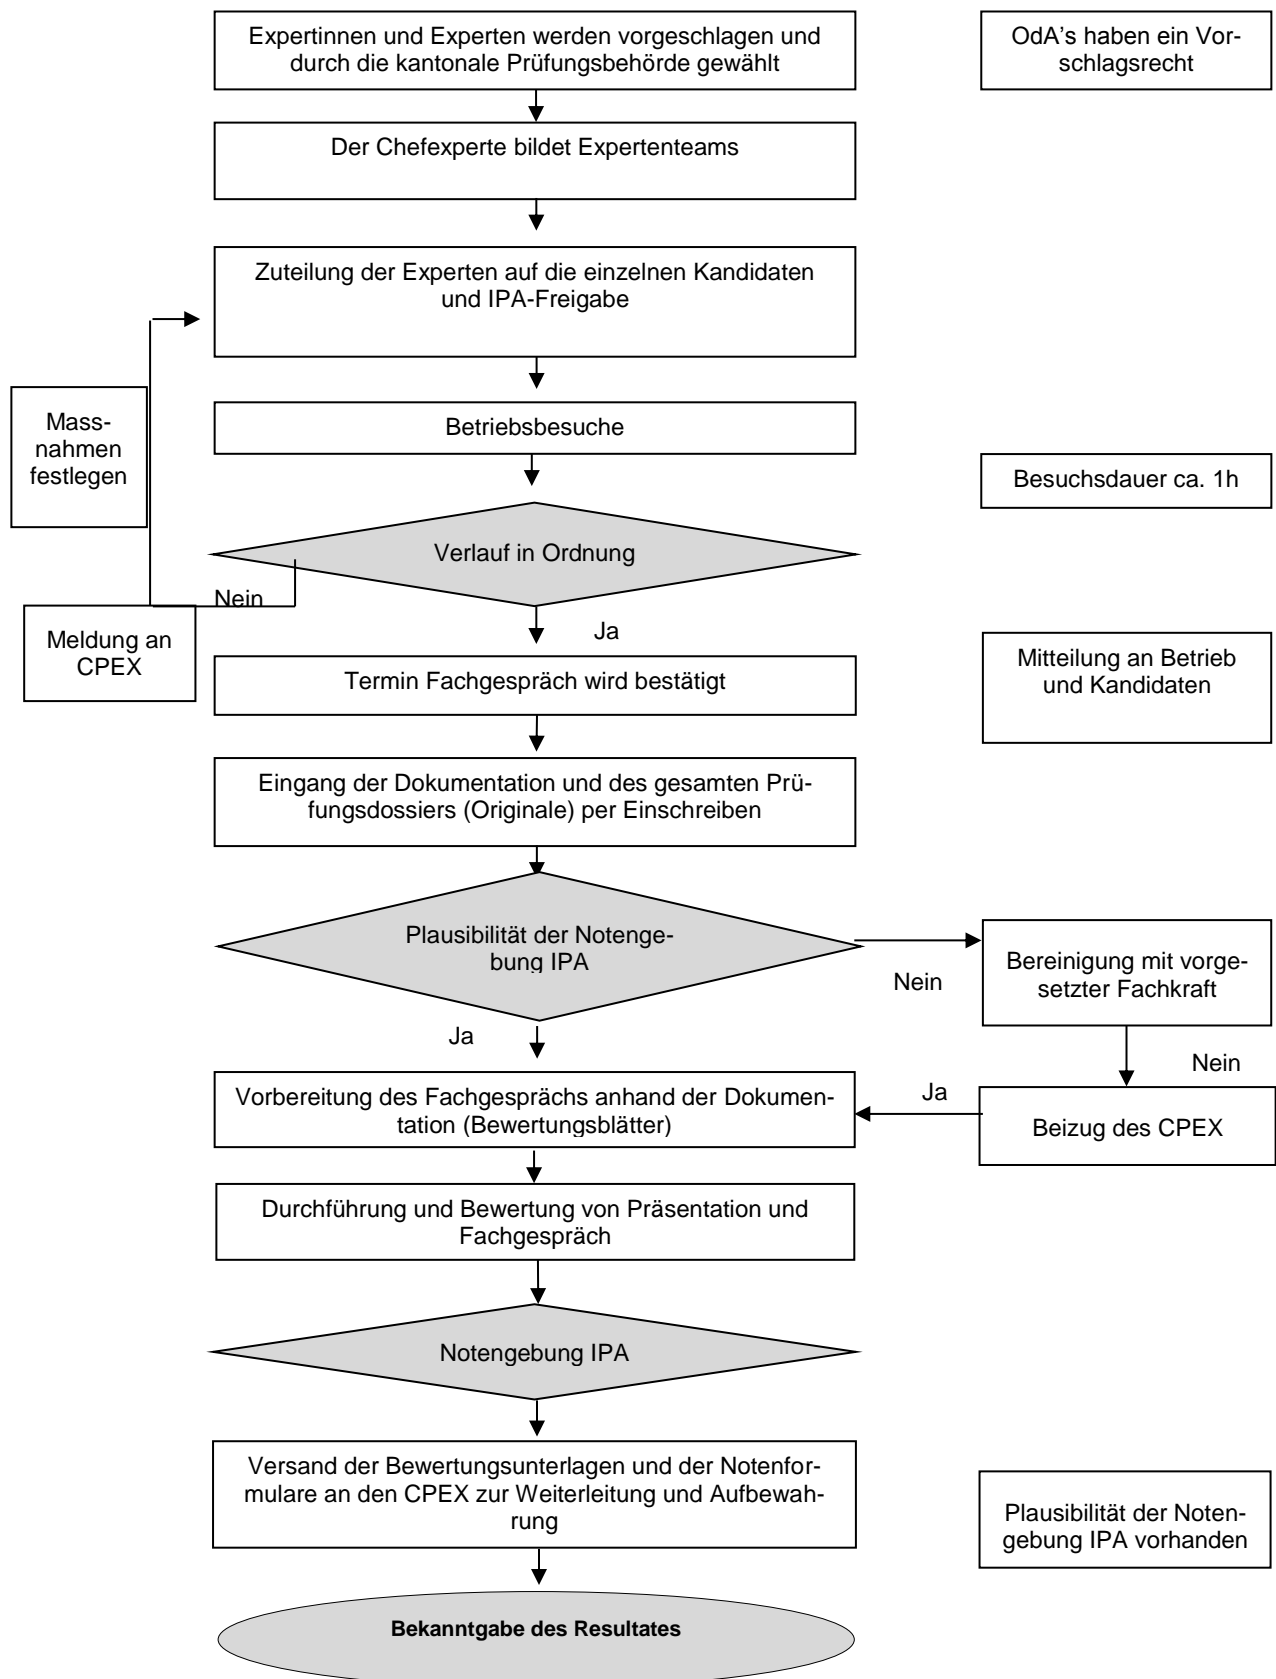 Expertinnen und Experten werden vorgeschlagen und
durch die kantonale Prüfungsbehörde gewählt
OdA's haben ein Vor-
schlagsrecht
Der Chefexperte bildet Expertenteams
Zuteilung der Experten auf die einzelnen Kandidaten
und IPA-Freigabe
Mass-
nahmen
festlegen
Betriebsbesuche
Besuchsdauer ca. 1h
Verlauf in Ordnung
Nein
Ja
Meldung an
CPEX
Termin Fachgespräch wird bestätigt
Mitteilung an Betrieb
und Kandidaten
Eingang der Dokumentation und des gesamten Prü-
fungsdossiers (Originale) per Einschreiben
Plausibilität der Notenge-
bung IPA
Nein
Bereinigung mit vorge-
setzter Fachkraft
Ja
Nein
Vorbereitung des Fachgesprächs anhand der Dokumen-
tation (Bewertungsblätter)
Ja
Beizug des CPEX
Durchführung und Bewertung von Präsentation und
Fachgespräch
Notengebung IPA
Versand der Bewertungsunterlagen und der Notenfor-
mulare an den CPEX zur Weiterleitung und Aufbewah-
rung
Plausibilität der Noten-
gebung IPA vorhanden
Bekanntgabe des Resultates